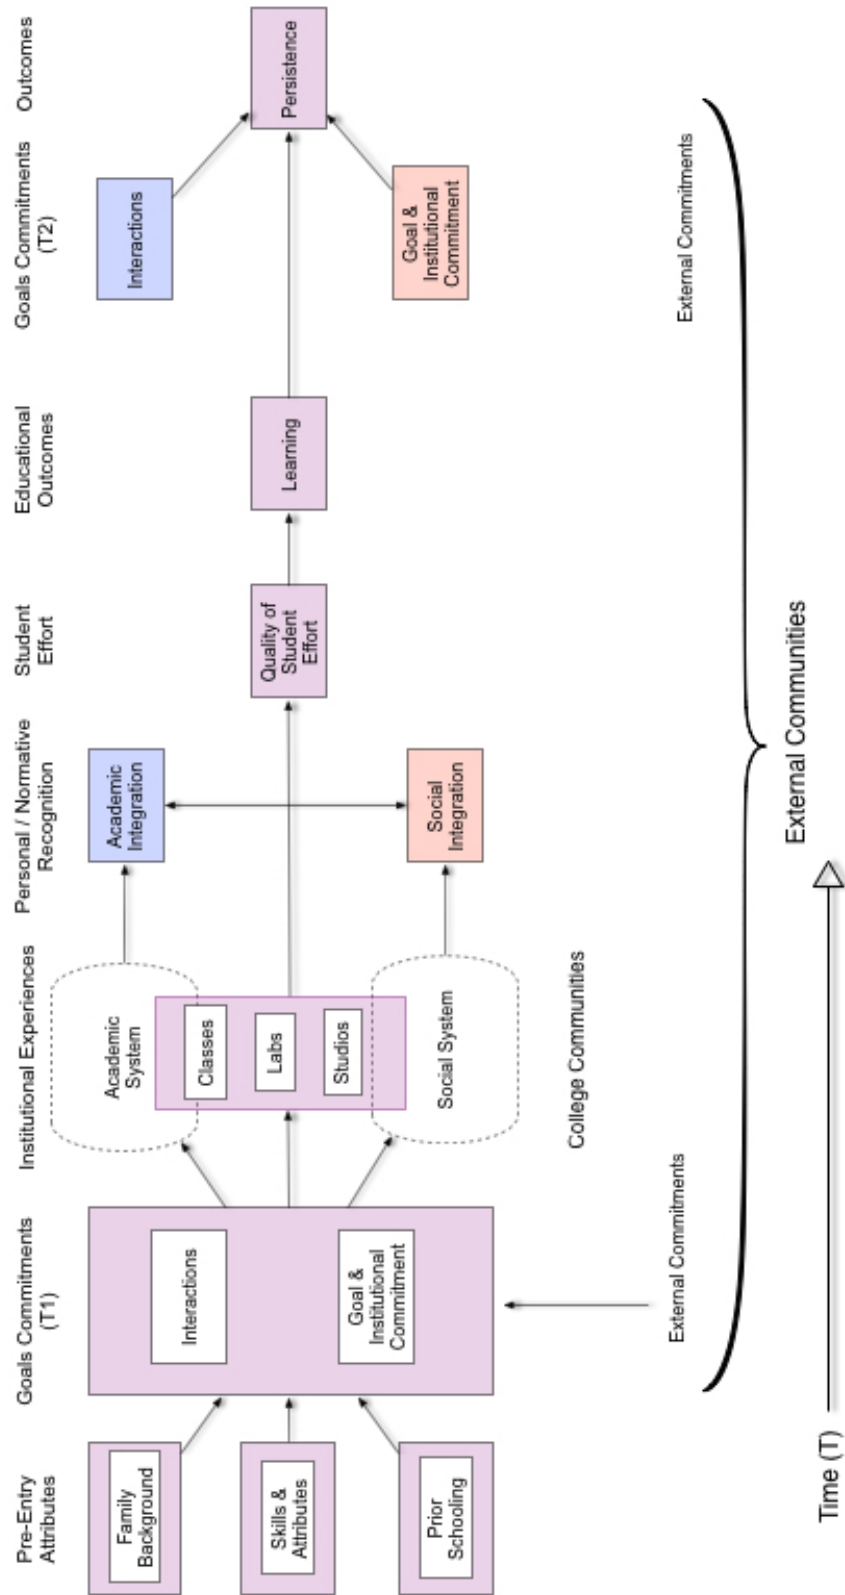 Pre-Entry
Attributes
Goals Commitments
(T1)
Institutional Experiences
Personal / Normative
Recognition
Student
Effort
Educational
Outcomes
Goals Commitments
(T2)
Outcomes
Family
Background
Skills &
Attributes
Prior
Schooling
Interactions
Goal &
Institutional
Commitment
Academic
System
Classes
Labs
Studios
Social System
Academic
Integration
Social
Integration
Quality of
Student
Effort
Learning
Interactions
Goal &
Institutional
Commitment
Persistence
College Communities
External Commitments
External Commitments
External Communities
Time (T)